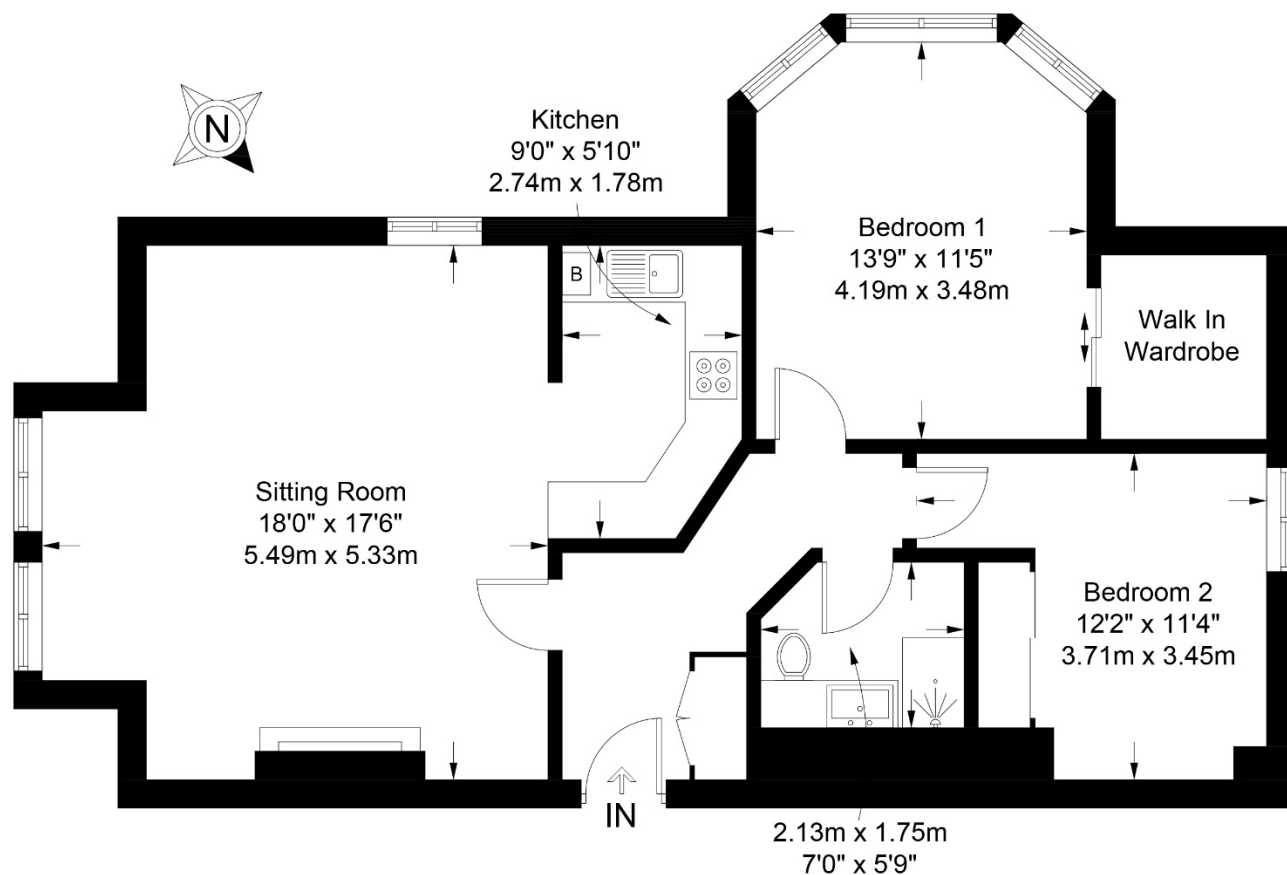 N
Kitchen
9'0" x 5'10"
2.74m x 1.78m
B
Bedroom 1
13'9" x 11'5"
4.19m x 3.48m
Walk In
Wardrobe
Sitting Room
18'0" x 17'6"
5.49m x 5.33m
Bedroom 2
12'2" x 11'4"
3.71m x 3.45m
IN
2.13m x 1.75m
7'0" x 5'9"